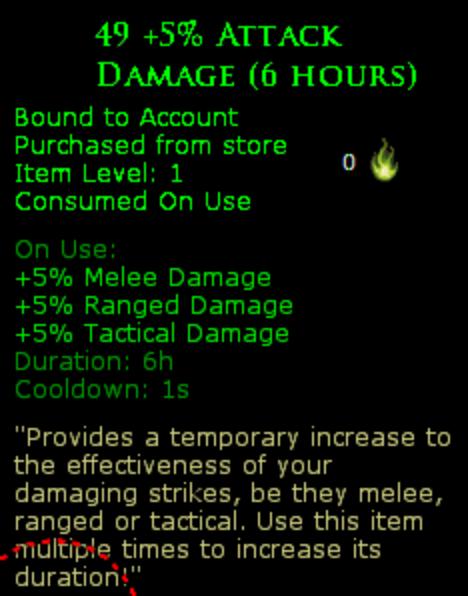 49 +5% Attack
Damage (6 hours)
Bound to Account
Purchased from store
Item Level: 1
0
Consumed On Use
On Use:
+5% Melee Damage
+5% Ranged Damage
+5% Tactical Damage
Duration: 6h
Cooldown: 1s
"Provides a temporary increase to
the effectiveness of your
damaging strikes, be they melee,
ranged or tactical. Use this item
multiple times to increase its
duration!"